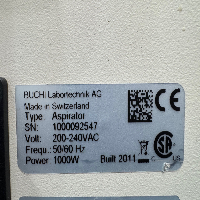 BUCHI Labortechnik AG
Made in Switzerland
Type: Aspirator
SN: 1000092547
Volt: 200-240VAC
Frequ.: 50/60 Hz
Power 1000W Built 2011
CE